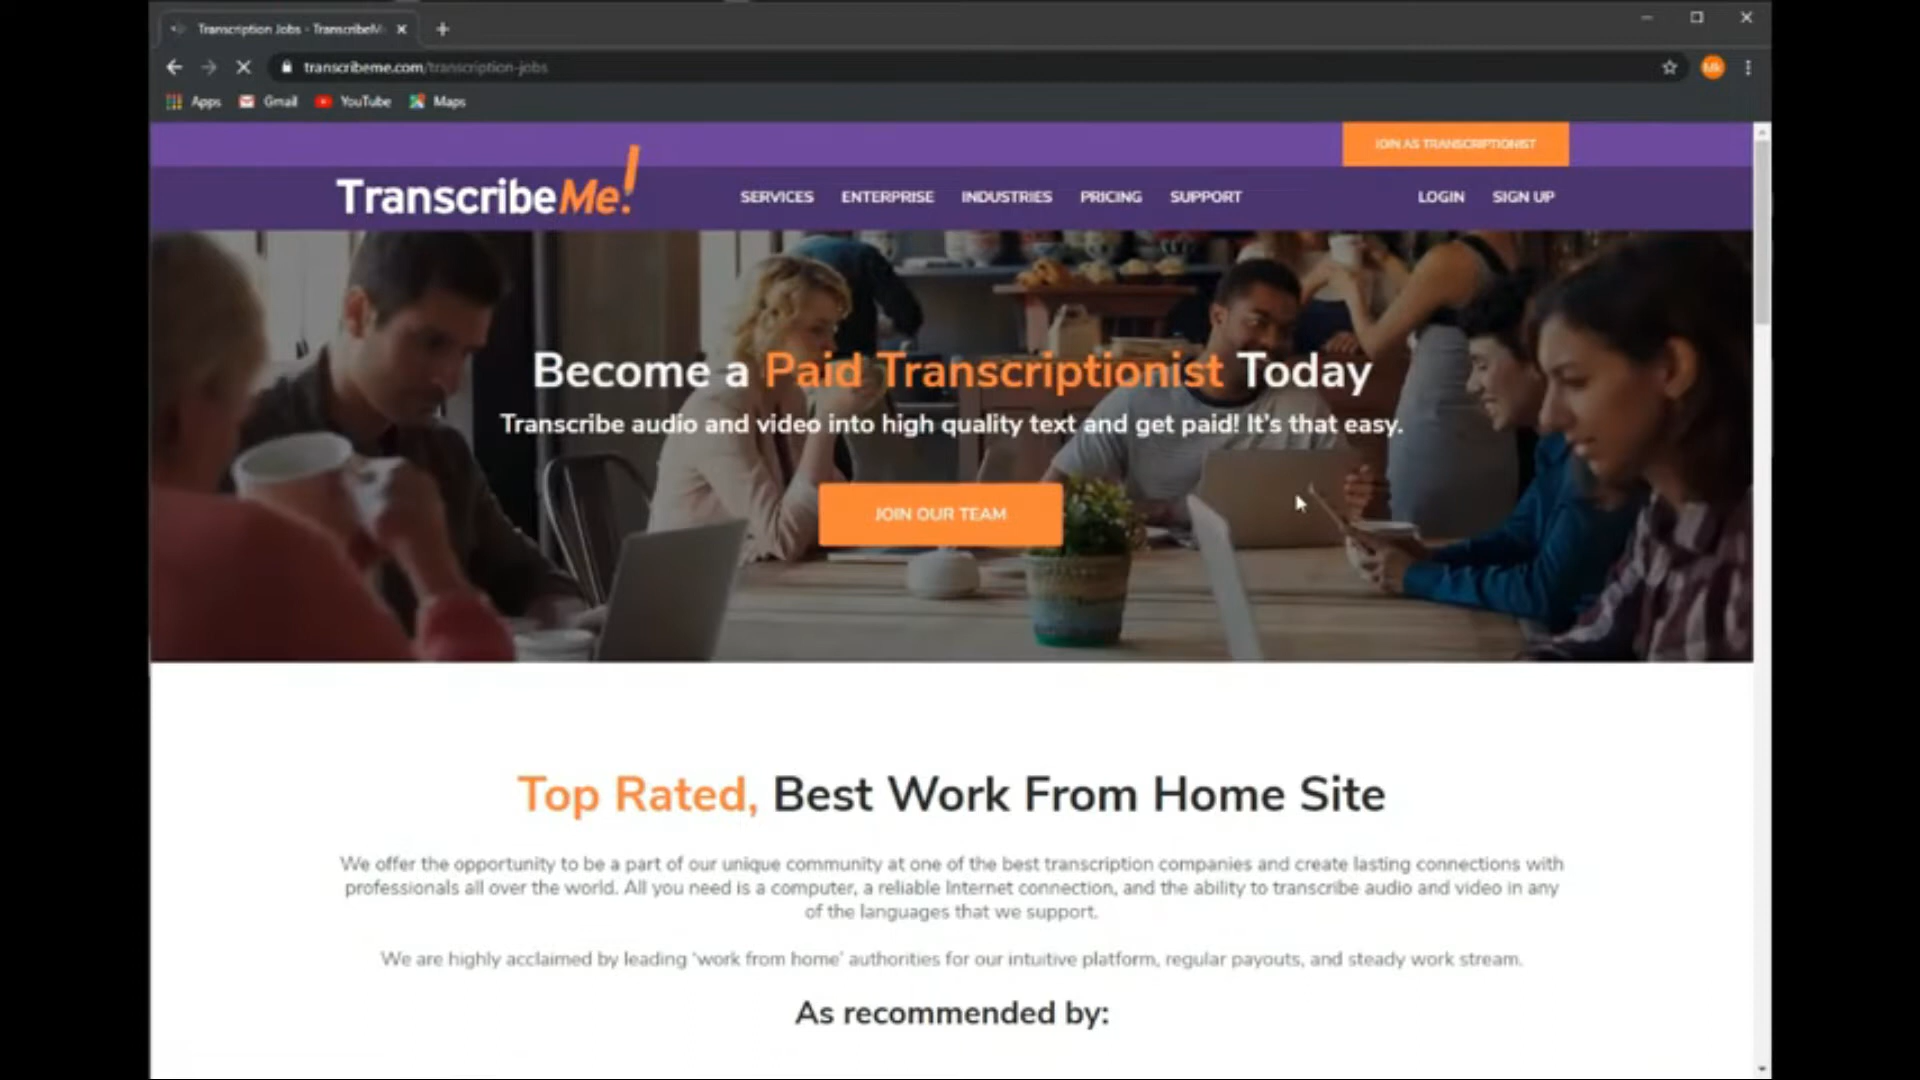 Transcription Jobs - TranscribeM
transcribeme.com/transcription-jobs
Apps Gmail YouTube Maps
JOIN AS TRANSCRIPTIONIST
TranscribeMe!
SERVICES ENTERPRISE INDUSTRIES PRICING SUPPORT LOGIN SIGN UP
Become a Paid Transcriptionist Today
Transcribe audio and video into high quality text and get paid! It's that easy.
JOIN OUR TEAM
Top Rated, Best Work From Home Site
We offer the opportunity to be a part of our unique community at one of the best transcription companies and create lasting connections with
professionals all over the world. All you need is a computer, a reliable Internet connection, and the ability to transcribe audio and video in any
of the languages that we support.
We are highly acclaimed by leading 'work from home' authorities for our intuitive platform, regular payouts, and steady work stream.
As recommended by: